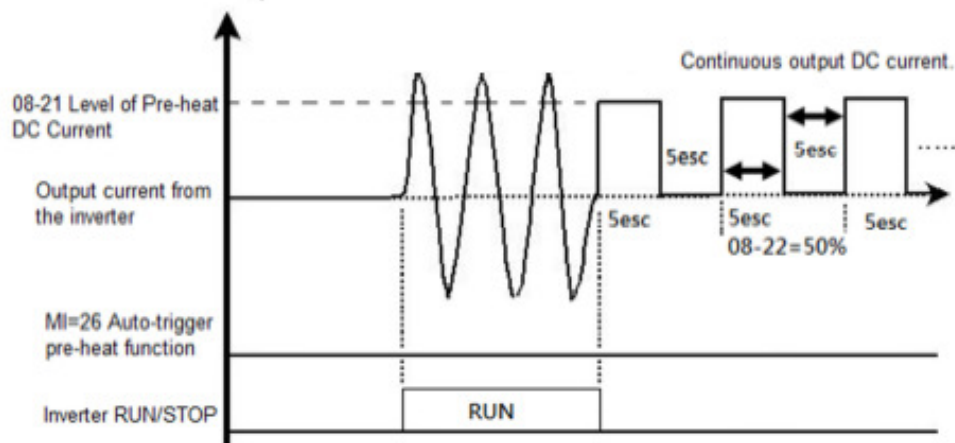 Continuous output DC current.
08-21 Level of Pre-heat
DC Current
5esc
5esc
Output current from
the inverter
5esc
5esc
5esc
08-22=50%
MI=26 Auto-trigger
pre-heat function
Inverter RUN/STOP
RUN